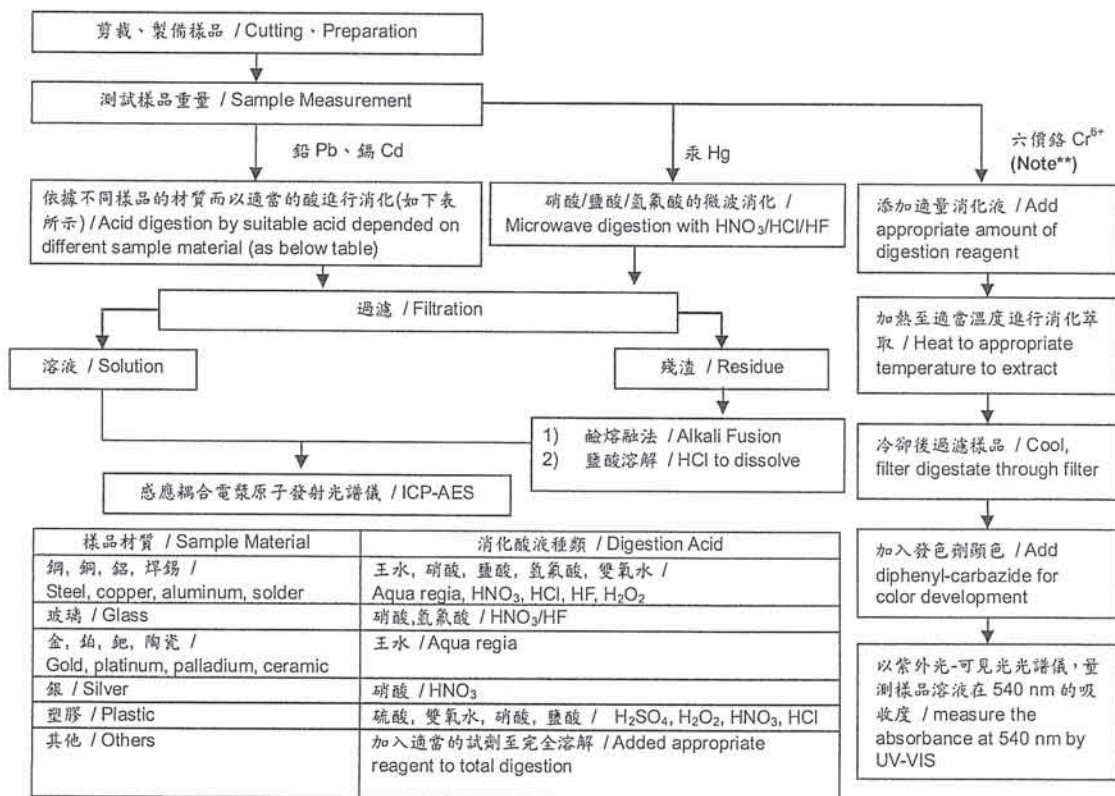 剪裁、製備樣品 / Cutting、Preparation
測試樣品重量 / Sample Measurement
鉛 Pb、鎘 Cd
汞 Hg
六價鉻 Cr⁶⁺
(Note**)
依據不同樣品的材質而以適當的酸進行消化(如下表
所示) / Acid digestion by suitable acid depended on
different sample material (as below table)
硝酸/鹽酸/氫氟酸的微波消化 /
Microwave digestion with HNO₃/HCl/HF
添加適量消化液 / Add
appropriate amount of
digestion reagent
過濾 / Filtration
溶液 / Solution
殘渣 / Residue
加熱至適當溫度進行消化萃
取 / Heat to appropriate
temperature to extract
1) 鹼熔融法 / Alkali Fusion
2) 鹽酸溶解 / HCl to dissolve
冷卻後過濾樣品 / Cool,
filter digestate through filter
感應耦合電漿原子發射光譜儀 / ICP-AES
加入發色劑顯色 / Add
diphenyl-carbazide for
color development
以紫外光-可見光光譜儀,量
測樣品溶液在 540 nm 的吸
收度 / measure the
absorbance at 540 nm by
UV-VIS
樣品材質 / Sample Material
消化酸液種類 / Digestion Acid
鋼, 銅, 鋁, 焊錫 /
Steel, copper, aluminum, solder
王水, 硝酸, 鹽酸, 氫氟酸, 雙氧水 /
Aqua regia, HNO₃, HCl, HF, H₂O₂
玻璃 / Glass
硝酸,氫氟酸 / HNO₃/HF
金, 鉑, 鈀, 陶瓷 /
Gold, platinum, palladium, ceramic
王水 / Aqua regia
銀 / Silver
硝酸 / HNO₃
塑膠 / Plastic
硫酸, 雙氧水, 硝酸, 鹽酸 / H₂SO₄, H₂O₂, HNO₃, HCl
其他 / Others
加入適當的試劑至完全溶解 / Added appropriate
reagent to total digestion